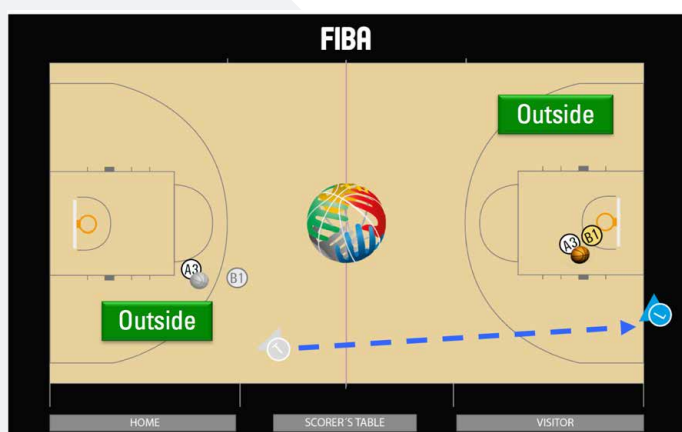 FIBA
Outside
A3
B1
A3
B1
Outside
T
L
HOME
SCORER'S TABLE
VISITOR